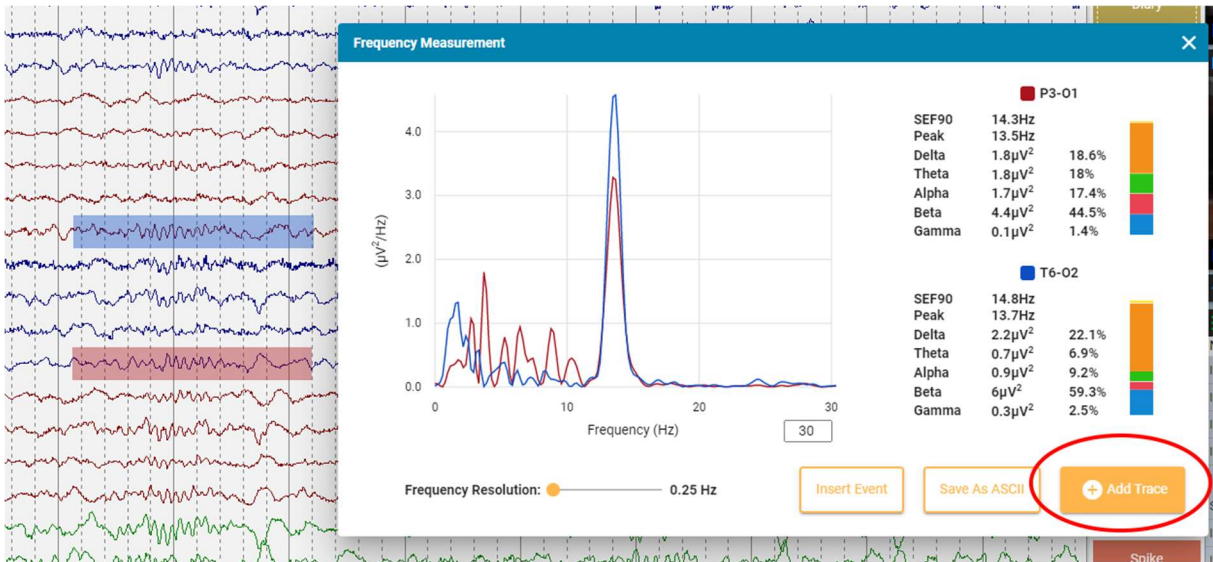 Diary
Frequency Measurement
4.0
3.0
2.0
1.0
0.0
(μV²/Hz)
0
10
20
30
Frequency (Hz)
30
P3-O1
SEF90 14.3Hz
Peak 13.5Hz
Delta 1.8μV² 18.6%
Theta 1.8μV² 18%
Alpha 1.7μV² 17.4%
Beta 4.4μV² 44.5%
Gamma 0.1μV² 1.4%
T6-O2
SEF90 14.8Hz
Peak 13.7Hz
Delta 2.2μV² 22.1%
Theta 0.7μV² 6.9%
Alpha 0.9μV² 9.2%
Beta 6μV² 59.3%
Gamma 0.3μV² 2.5%
Frequency Resolution: 0.25 Hz
Insert Event
Save As ASCII
Add Trace
Spike